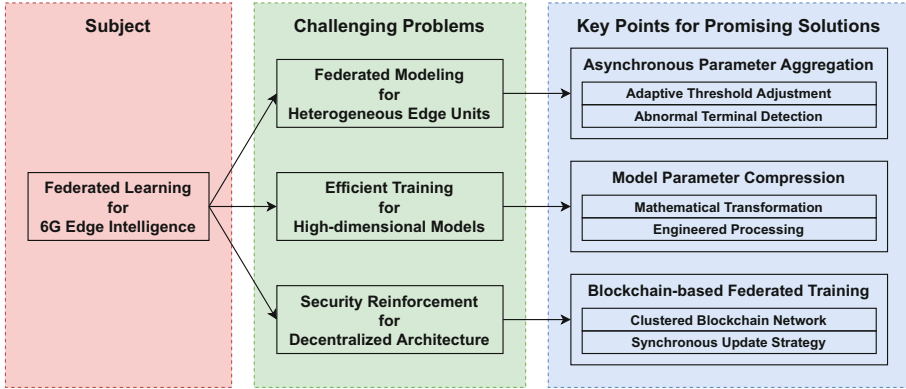 Subject
Challenging Problems
Key Points for Promising Solutions
Federated Learning
for
6G Edge Intelligence
Federated Modeling
for
Heterogeneous Edge Units
Efficient Training
for
High-dimensional Models
Security Reinforcement
for
Decentralized Architecture
Asynchronous Parameter Aggregation
Adaptive Threshold Adjustment
Abnormal Terminal Detection
Model Parameter Compression
Mathematical Transformation
Engineered Processing
Blockchain-based Federated Training
Clustered Blockchain Network
Synchronous Update Strategy